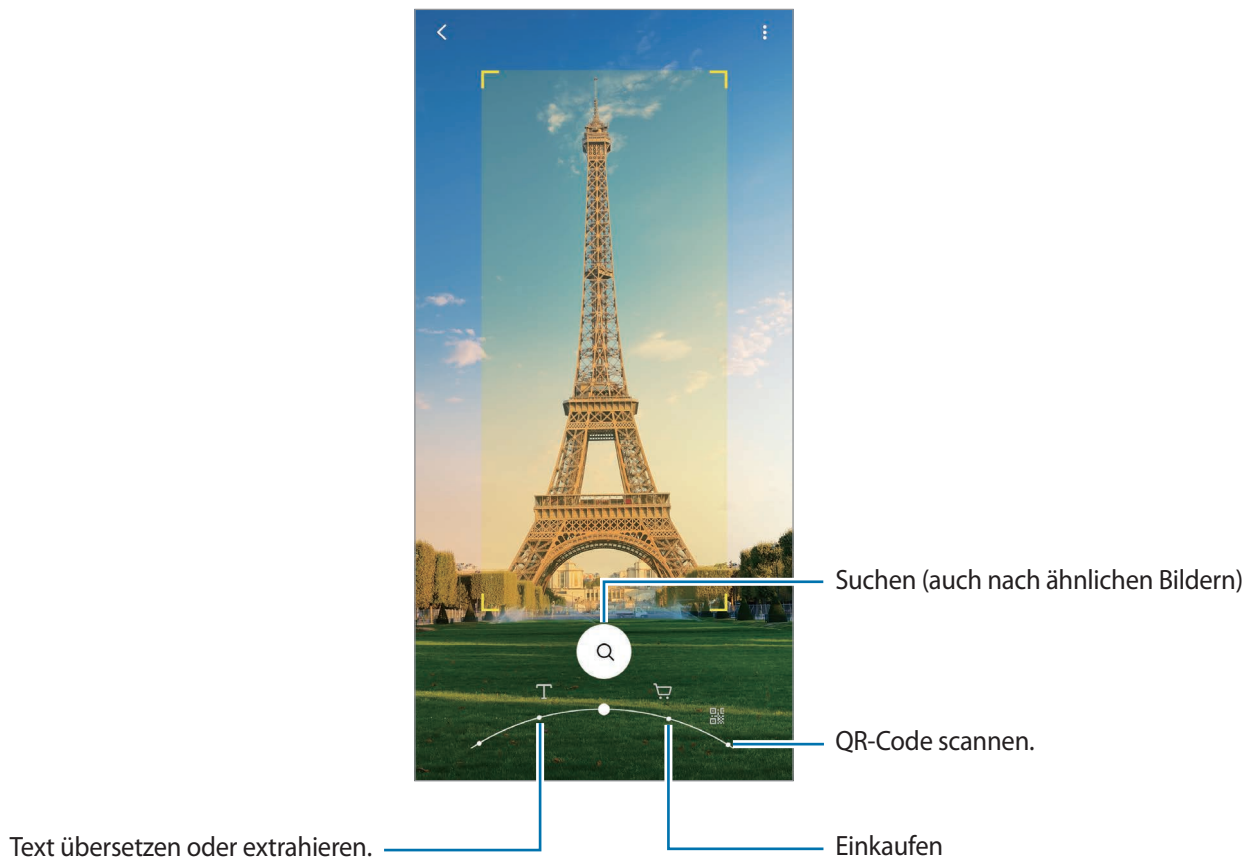 Suchen (auch nach ähnlichen Bildern)
QR-Code scannen.
Text übersetzen oder extrahieren.
Einkaufen